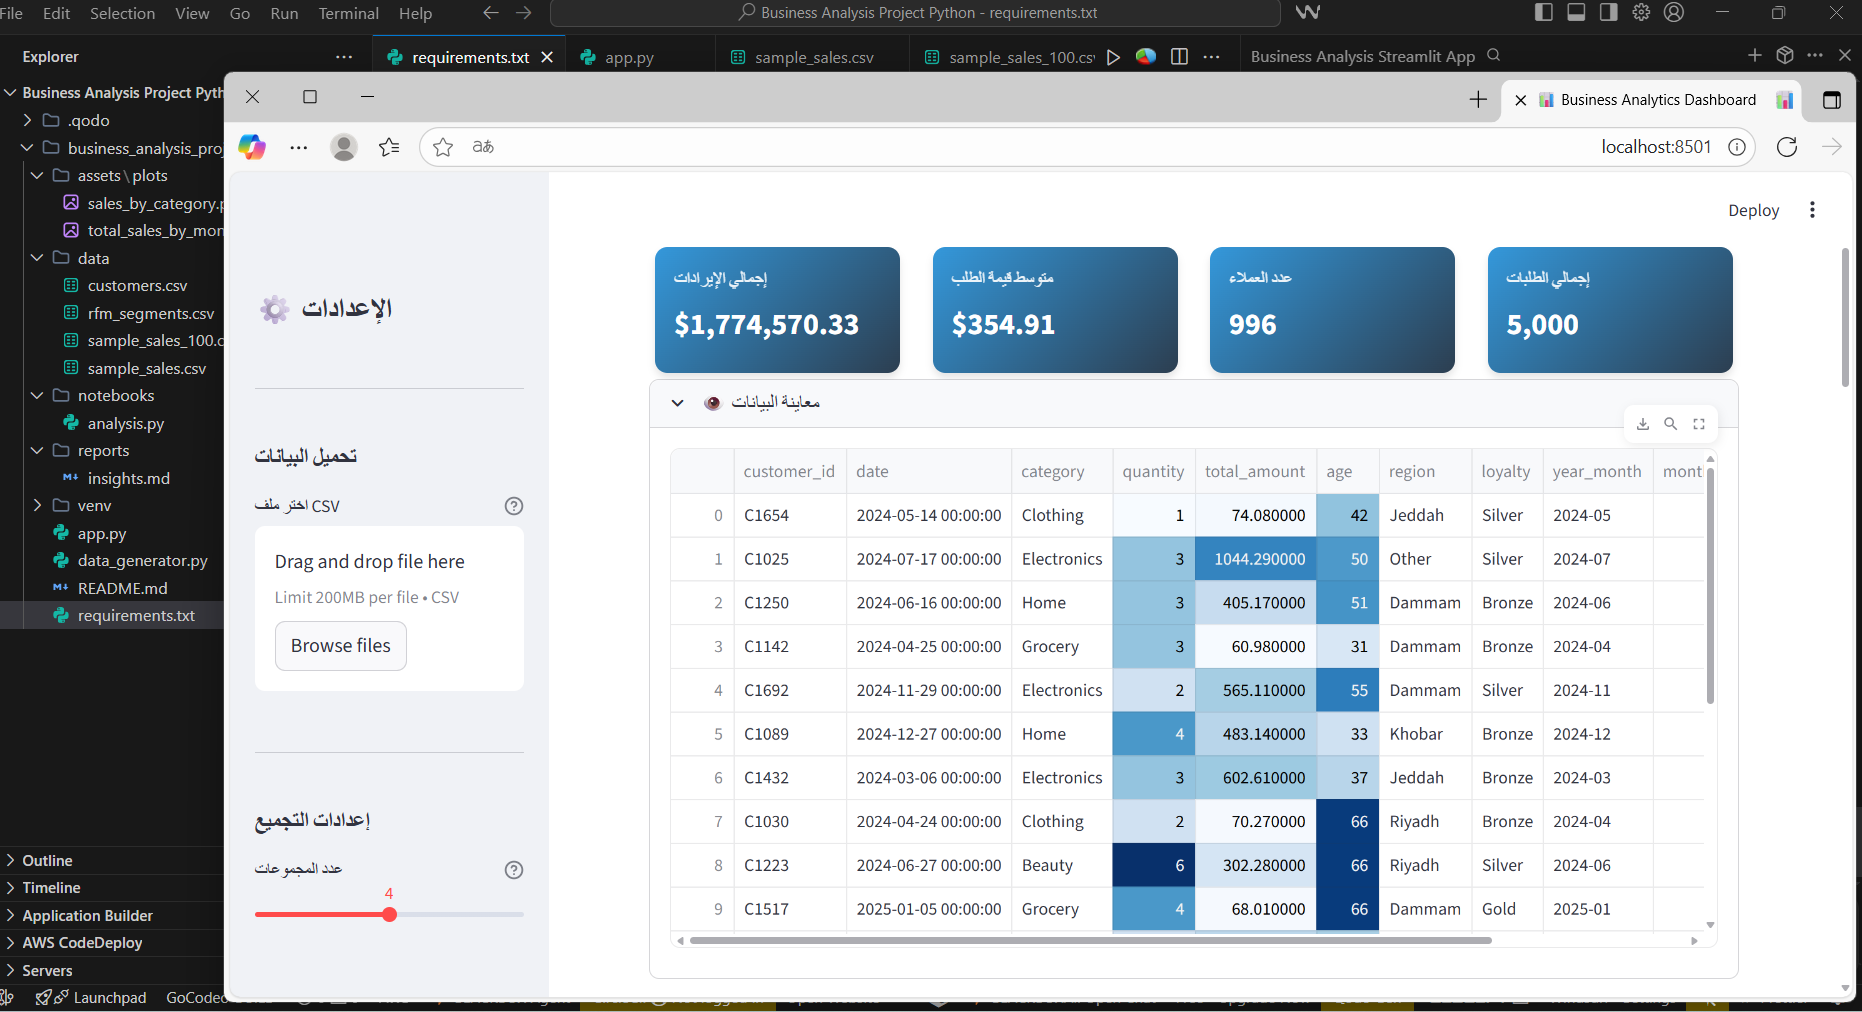 File Edit Selection View Go Run Terminal Help
Business Analysis Project Python - requirements.txt
Explorer
requirements.txt
app.py
sample_sales.csv
sample_sales_100.csv
Business Analysis Streamlit App
Business Analysis Project Pyth
.qodo
business_analysis_proj
assets\plots
sales_by_category.p
total_sales_by_mon
data
customers.csv
rfm_segments.csv
sample_sales_100.c
sample_sales.csv
notebooks
analysis.py
reports
insights.md
venv
app.py
data_generator.py
README.md
requirements.txt
Outline
Timeline
Application Builder
AWS CodeDeploy
Servers
Launchpad
Business Analytics Dashboard
localhost:8501
Deploy
الإعدادات
تحميل البيانات
اختر ملف CSV
Drag and drop file here
Limit 200MB per file • CSV
Browse files
إعدادات التجميع
عدد المجموعات
4
إجمالي الإيرادات
$1,774,570.33
متوسط قيمة الطلب
$354.91
عدد العملاء
996
إجمالي الطلبات
5,000
معاينة البيانات
customer_id date category quantity total_amount age region loyalty year_month mont
0 C1654 2024-05-14 00:00:00 Clothing 1 74.080000 42 Jeddah Silver 2024-05
1 C1025 2024-07-17 00:00:00 Electronics 3 1044.290000 50 Other Silver 2024-07
2 C1250 2024-06-16 00:00:00 Home 3 405.170000 51 Dammam Bronze 2024-06
3 C1142 2024-04-25 00:00:00 Grocery 3 60.980000 31 Dammam Bronze 2024-04
4 C1692 2024-11-29 00:00:00 Electronics 2 565.110000 55 Dammam Silver 2024-11
5 C1089 2024-12-27 00:00:00 Home 4 483.140000 33 Khobar Bronze 2024-12
6 C1432 2024-03-06 00:00:00 Electronics 3 602.610000 37 Jeddah Bronze 2024-03
7 C1030 2024-04-24 00:00:00 Clothing 2 70.270000 66 Riyadh Bronze 2024-04
8 C1223 2024-06-27 00:00:00 Beauty 6 302.280000 66 Riyadh Silver 2024-06
9 C1517 2025-01-05 00:00:00 Grocery 4 68.010000 66 Dammam Gold 2025-01